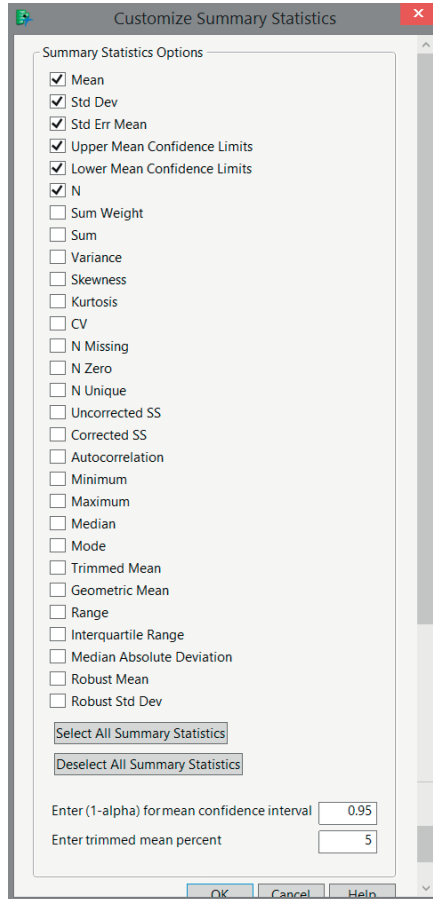 Customize Summary Statistics
Summary Statistics Options
Mean
Std Dev
Std Err Mean
Upper Mean Confidence Limits
Lower Mean Confidence Limits
N
Sum Weight
Sum
Variance
Skewness
Kurtosis
CV
N Missing
N Zero
N Unique
Uncorrected SS
Corrected SS
Autocorrelation
Minimum
Maximum
Median
Mode
Trimmed Mean
Geometric Mean
Range
Interquartile Range
Median Absolute Deviation
Robust Mean
Robust Std Dev
Select All Summary Statistics
Deselect All Summary Statistics
Enter (1-alpha) for mean confidence interval 0.95
Enter trimmed mean percent 5
OK Cancel Help